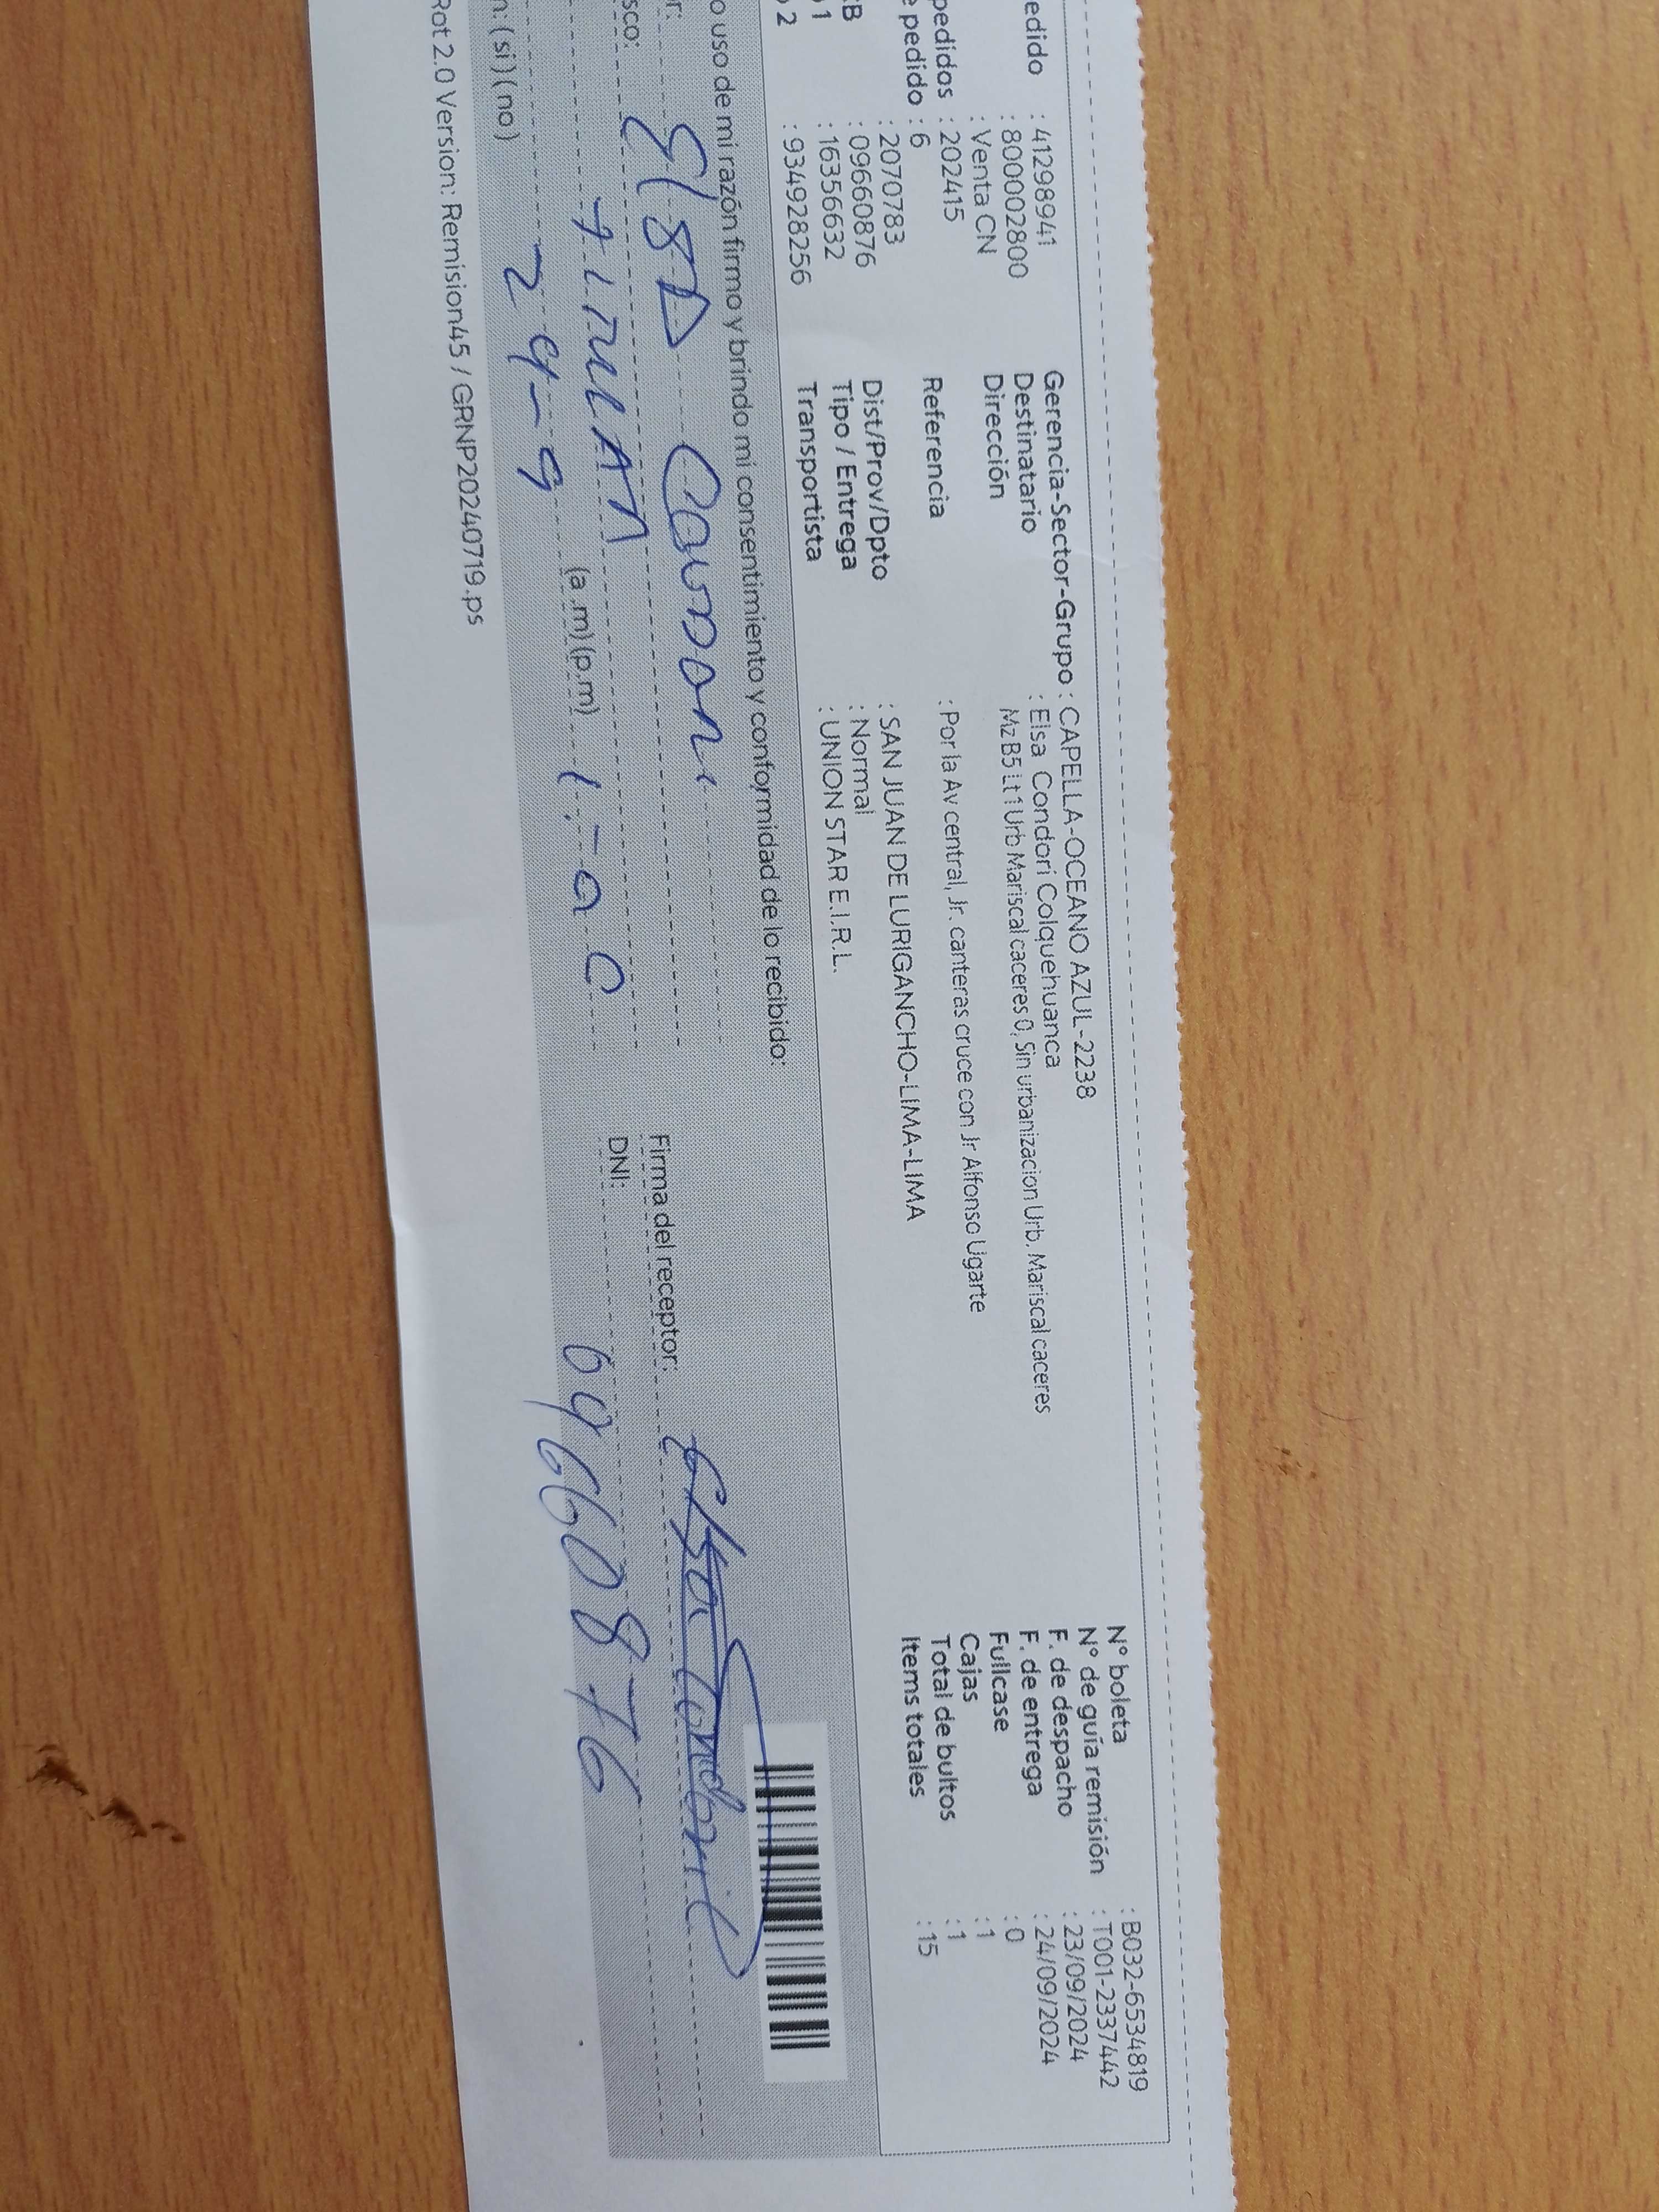 edido : 41298941
: 800002800
: Venta CN
pedidos : 202415
e pedido : 6
: 2070783
B : 09660876
1 : 16356632
2 : 934928256
Gerencia-Sector-Grupo : CAPELLA-OCEANO AZUL-2238
Destinatario : Elsa Condori Colquehuanca
Dirección Mz B5 Lt 1 Urb Mariscal caceres 0, Sin urbanizacion Urb. Mariscal caceres
Referencia : Por la Av central, Jr. canteras cruce con Jr Alfonso Ugarte
Dist/Prov/Dpto : SAN JUAN DE LURIGANCHO-LIMA-LIMA
Tipo / Entrega : Normal
Transportista : UNION STAR E.I.R.L.
N° boleta : B032-6534819
N° de guía remisión : T001-2337442
F. de despacho : 23/09/2024
F. de entrega : 24/09/2024
Fullcase : 0
Cajas : 1
Total de bultos : 1
Items totales : 15
o uso de mi razón firmo y brindo mi consentimiento y conformidad de lo recibido:
r: Elsa Condori
sco:
24-9 (a.m)(p.m)
n: (si) (no)
Firma del receptor: Elsa Condori
DNI: 09660876
Rot 2.0 Version: Remision45 / GRNP20240719.ps